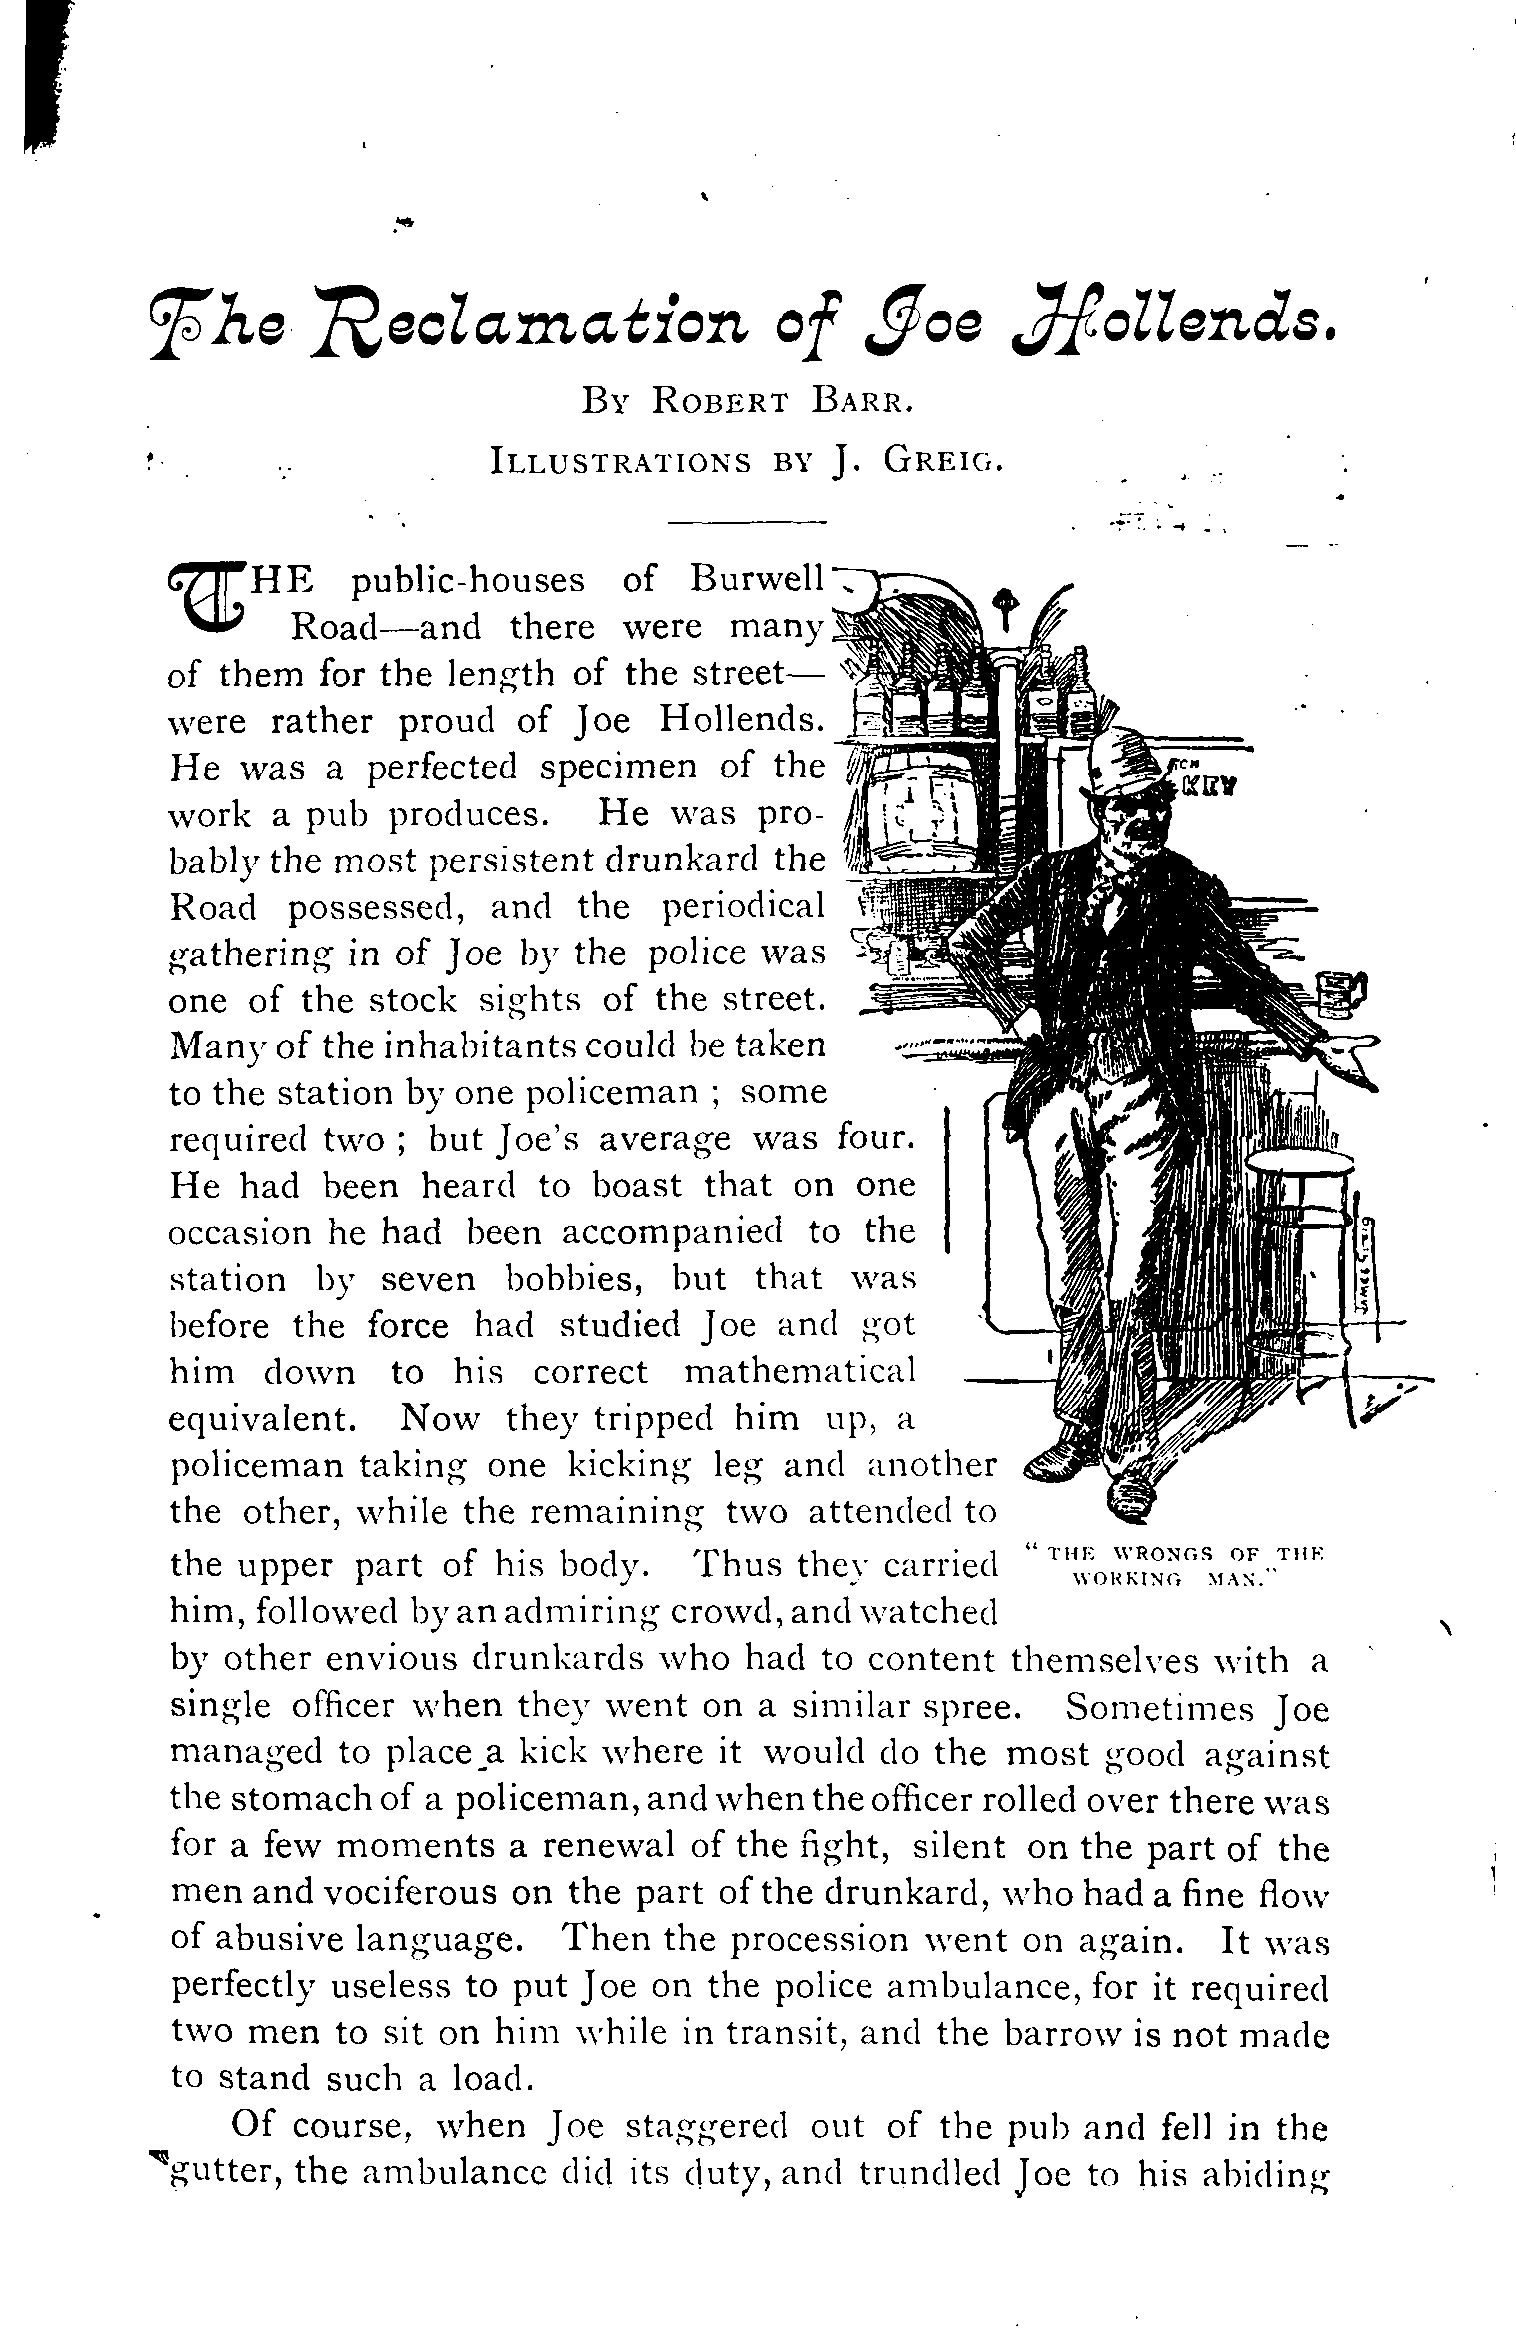 The Reclamation of Joe Hollends.
By Robert Barr.
Illustrations by J. Greig.
THE public-houses of Burwell
Road—and there were many
of them for the length of the street—
were rather proud of Joe Hollends.
He was a perfected specimen of the
work a pub produces. He was pro-
bably the most persistent drunkard the
Road possessed, and the periodical
gathering in of Joe by the police was
one of the stock sights of the street.
Many of the inhabitants could be taken
to the station by one policeman ; some
required two ; but Joe's average was four.
He had been heard to boast that on one
occasion he had been accompanied to the
station by seven bobbies, but that was
before the force had studied Joe and got
him down to his correct mathematical
equivalent. Now they tripped him up, a
policeman taking one kicking leg and another
the other, while the remaining two attended to
the upper part of his body. Thus they carried
him, followed by an admiring crowd, and watched
by other envious drunkards who had to content themselves with a
single officer when they went on a similar spree. Sometimes Joe
managed to place a kick where it would do the most good against
the stomach of a policeman, and when the officer rolled over there was
for a few moments a renewal of the fight, silent on the part of the
men and vociferous on the part of the drunkard, who had a fine flow
of abusive language. Then the procession went on again. It was
perfectly useless to put Joe on the police ambulance, for it required
two men to sit on him while in transit, and the barrow is not made
to stand such a load.
Of course, when Joe staggered out of the pub and fell in the
gutter, the ambulance did its duty, and trundled Joe to his abiding
"THE WRONGS OF THE
WORKING MAN."
JAMES GREIG